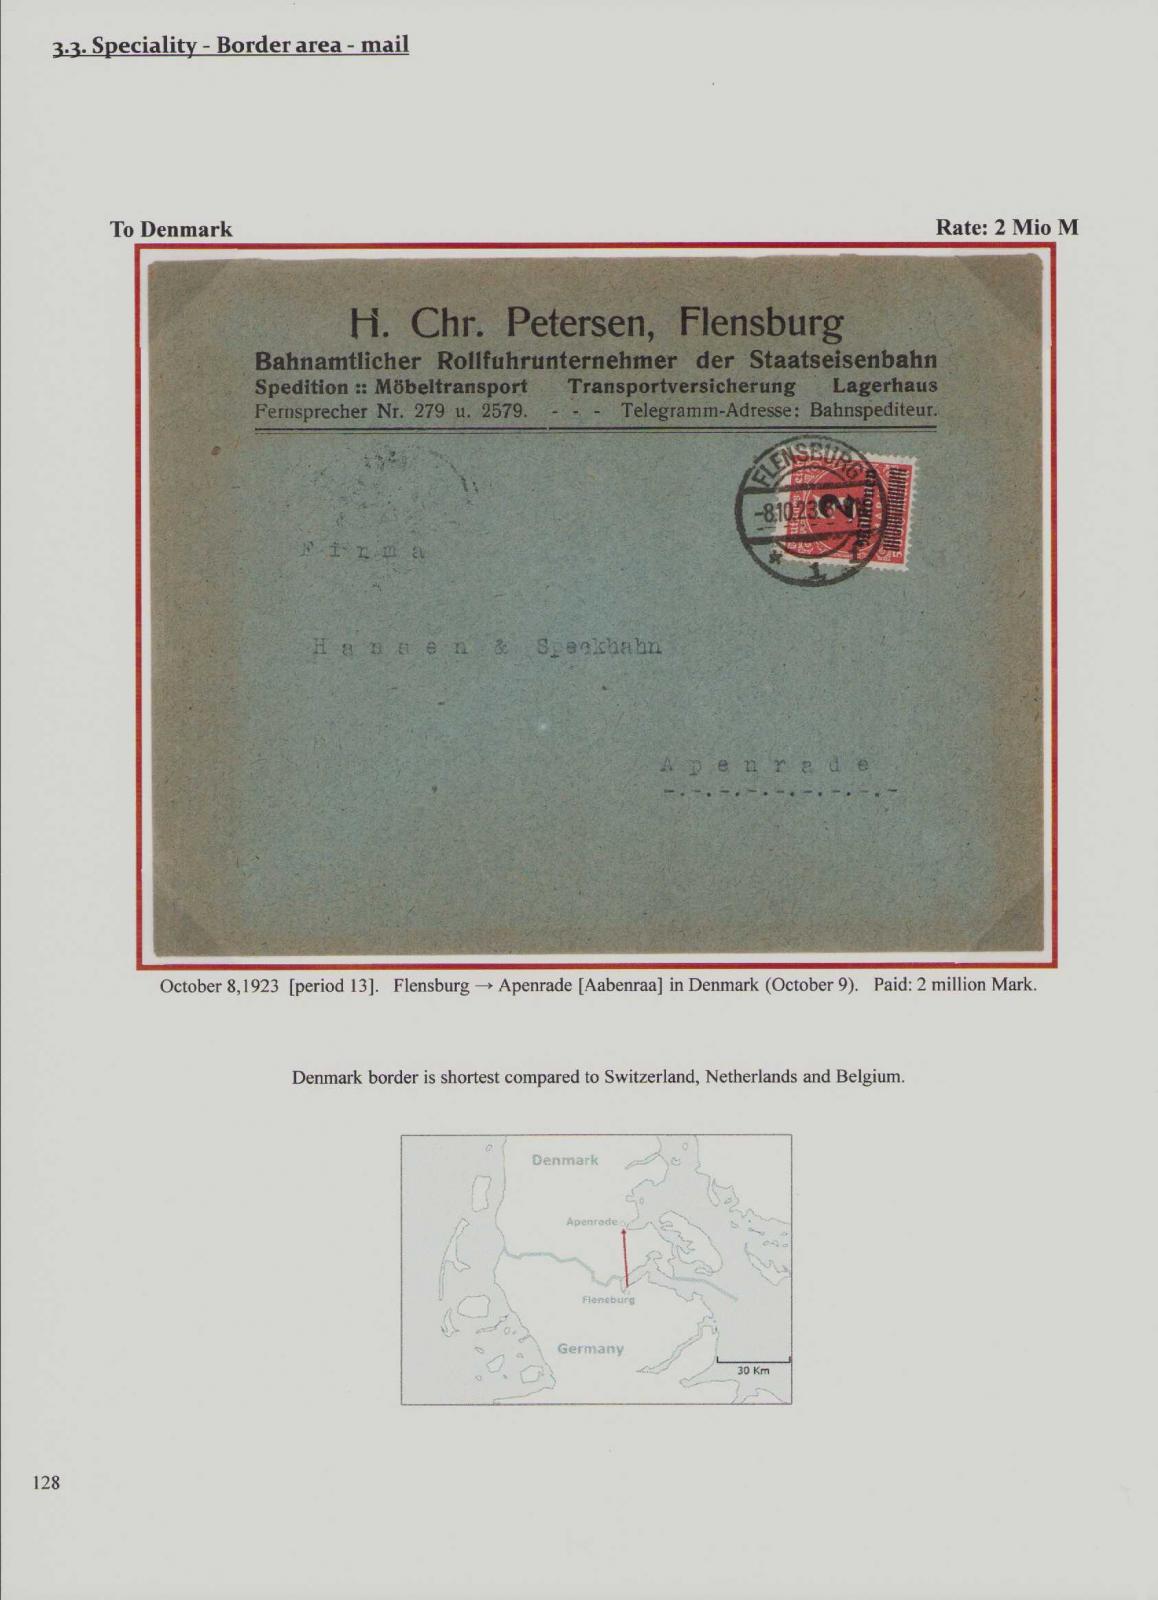 3.3. Speciality - Border area - mail
To Denmark
Rate: 2 Mio M
H. Chr. Petersen, Flensburg
Bahnamtlicher Rollfuhrunternehmer der Staatseisenbahn
Spedition :: Möbeltransport Transportversicherung Lagerhaus
Fernsprecher Nr. 279 u. 2579. - - - Telegramm-Adresse: Bahnspediteur.
FLENSBURG
-8.10.23.
* 1
2
Millionen
Firma
Hansen & Speckhahn
Apenrade
October 8,1923 [period 13]. Flensburg → Apenrade [Aabenraa] in Denmark (October 9). Paid: 2 million Mark.
Denmark border is shortest compared to Switzerland, Netherlands and Belgium.
Denmark
Apenrade
Flensburg
Germany
30 Km
128